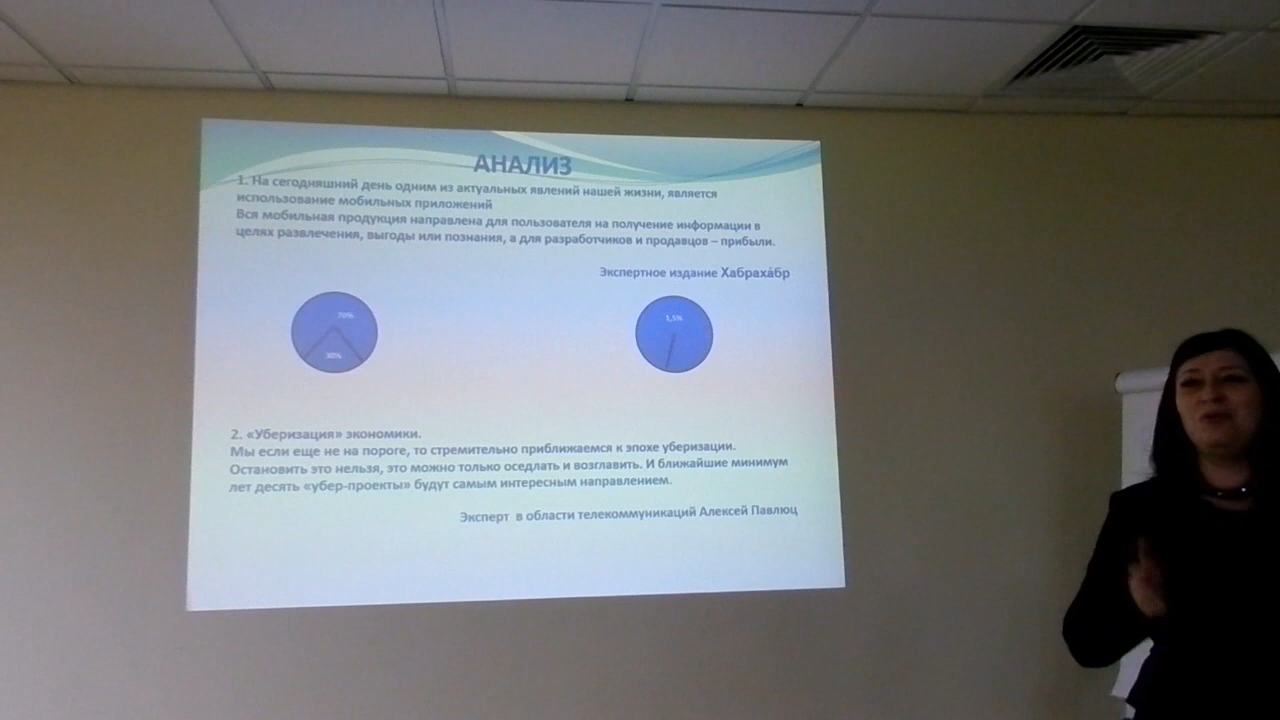 АНАЛИЗ
1. На сегодняшний день одним из актуальных явлений нашей жизни, является
использование мобильных приложений
Вся мобильная продукция направлена для пользователя на получение информации в
целях развлечения, выгоды или познания, а для разработчиков и продавцов – прибыли.
Экспертное издание Хабраха́бр
70%
30%
1,5%
2. «Уберизация» экономики.
Мы если еще не на пороге, то стремительно приближаемся к эпохе уберизации.
Остановить это нельзя, это можно только оседлать и возглавить. И ближайшие минимум
лет десять «убер-проекты» будут самым интересным направлением.
Эксперт в области телекоммуникаций Алексей Павлюц